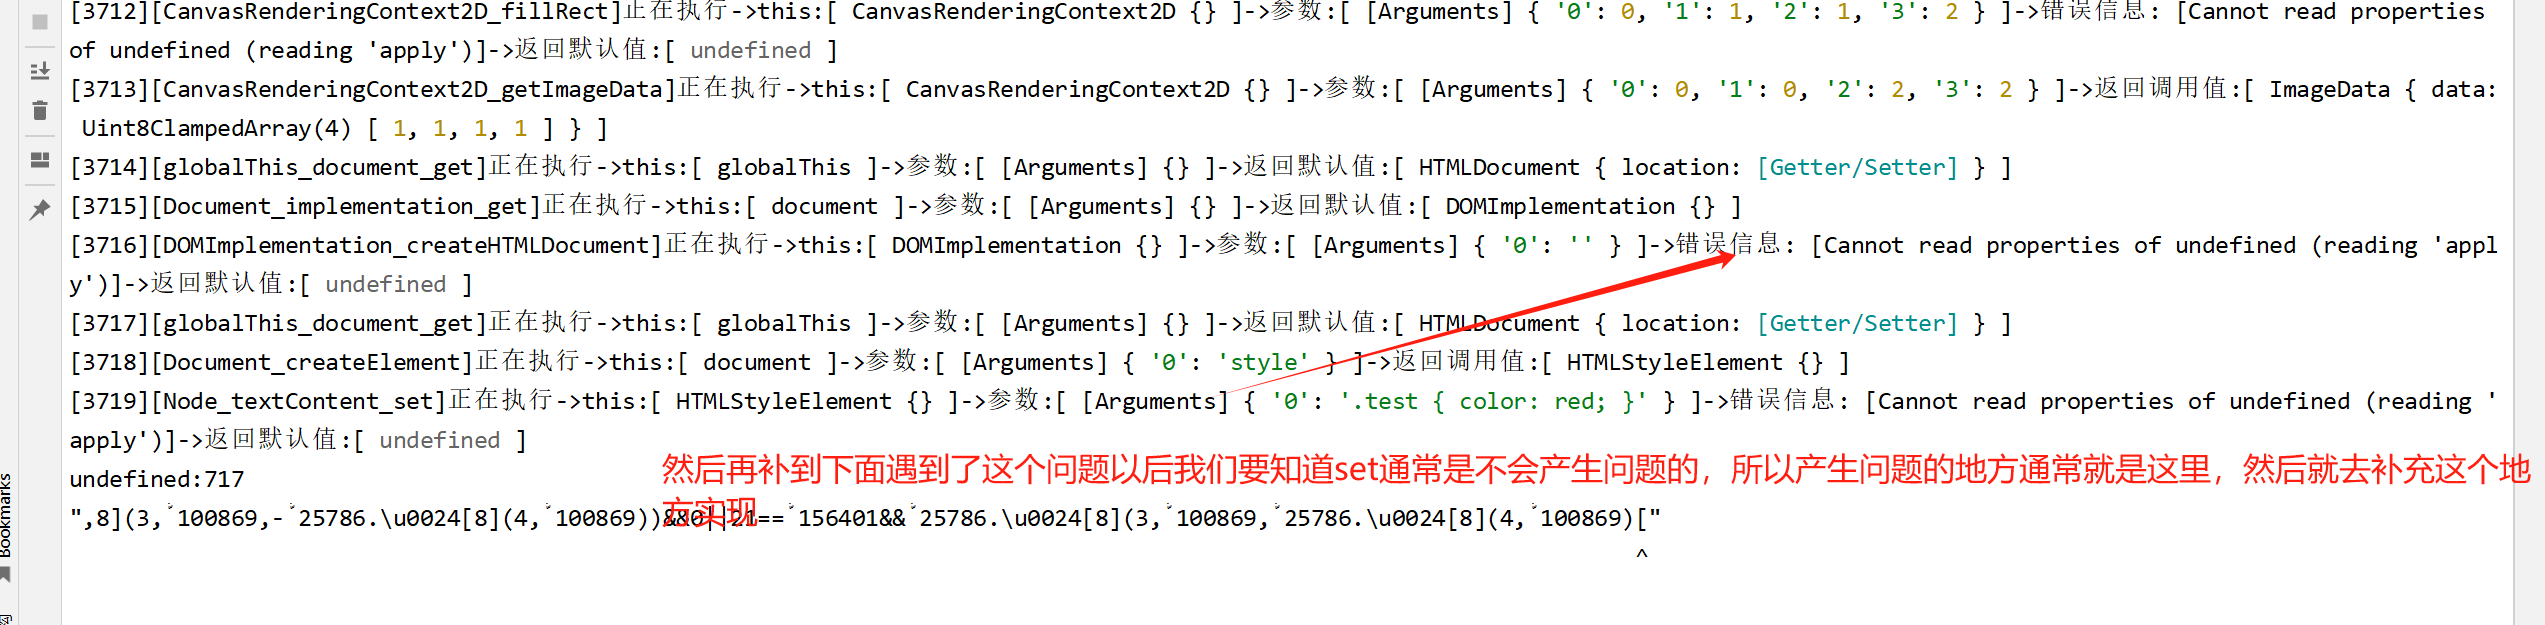 [3712][CanvasRenderingContext2D_fillRect]正在执行->this:[ CanvasRenderingContext2D {} ]->参数:[ [Arguments] { '0': 0, '1': 1, '2': 1, '3': 2 } ]->错误信息: [Cannot read properties
of undefined (reading 'apply')]->返回默认值:[ undefined ]
[3713][CanvasRenderingContext2D_getImageData]正在执行->this:[ CanvasRenderingContext2D {} ]->参数:[ [Arguments] { '0': 0, '1': 0, '2': 2, '3': 2 } ]->返回调用值:[ ImageData { data:
Uint8ClampedArray(4) [ 1, 1, 1, 1 ] } ]
[3714][globalThis_document_get]正在执行->this:[ globalThis ]->参数:[ [Arguments] {} ]->返回默认值:[ HTMLDocument { location: [Getter/Setter] } ]
[3715][Document_implementation_get]正在执行->this:[ document ]->参数:[ [Arguments] {} ]->返回默认值:[ DOMImplementation {} ]
[3716][DOMImplementation_createHTMLDocument]正在执行->this:[ DOMImplementation {} ]->参数:[ [Arguments] { '0': '' } ]->错误信息: [Cannot read properties of undefined (reading 'appl
y')]->返回默认值:[ undefined ]
[3717][globalThis_document_get]正在执行->this:[ globalThis ]->参数:[ [Arguments] {} ]->返回默认值:[ HTMLDocument { location: [Getter/Setter] } ]
[3718][Document_createElement]正在执行->this:[ document ]->参数:[ [Arguments] { '0': 'style' } ]->返回调用值:[ HTMLStyleElement {} ]
[3719][Node_textContent_set]正在执行->this:[ HTMLStyleElement {} ]->参数:[ [Arguments] { '0': '.test { color: red; }' } ]->错误信息: [Cannot read properties of undefined (reading '
apply')]->返回默认值:[ undefined ]
undefined:717
然后再补到下面遇到了这个问题以后我们要知道set通常是不会产生问题的，所以产生问题的地方通常就是这里，然后就去补充这个地
方实现
",8](3, 100869,- 25786.\u0024[8](4, 100869))&&0 == 156401&& 25786.\u0024[8](3, 100869, 25786.\u0024[8](4, 100869)["
^
Bookmarks